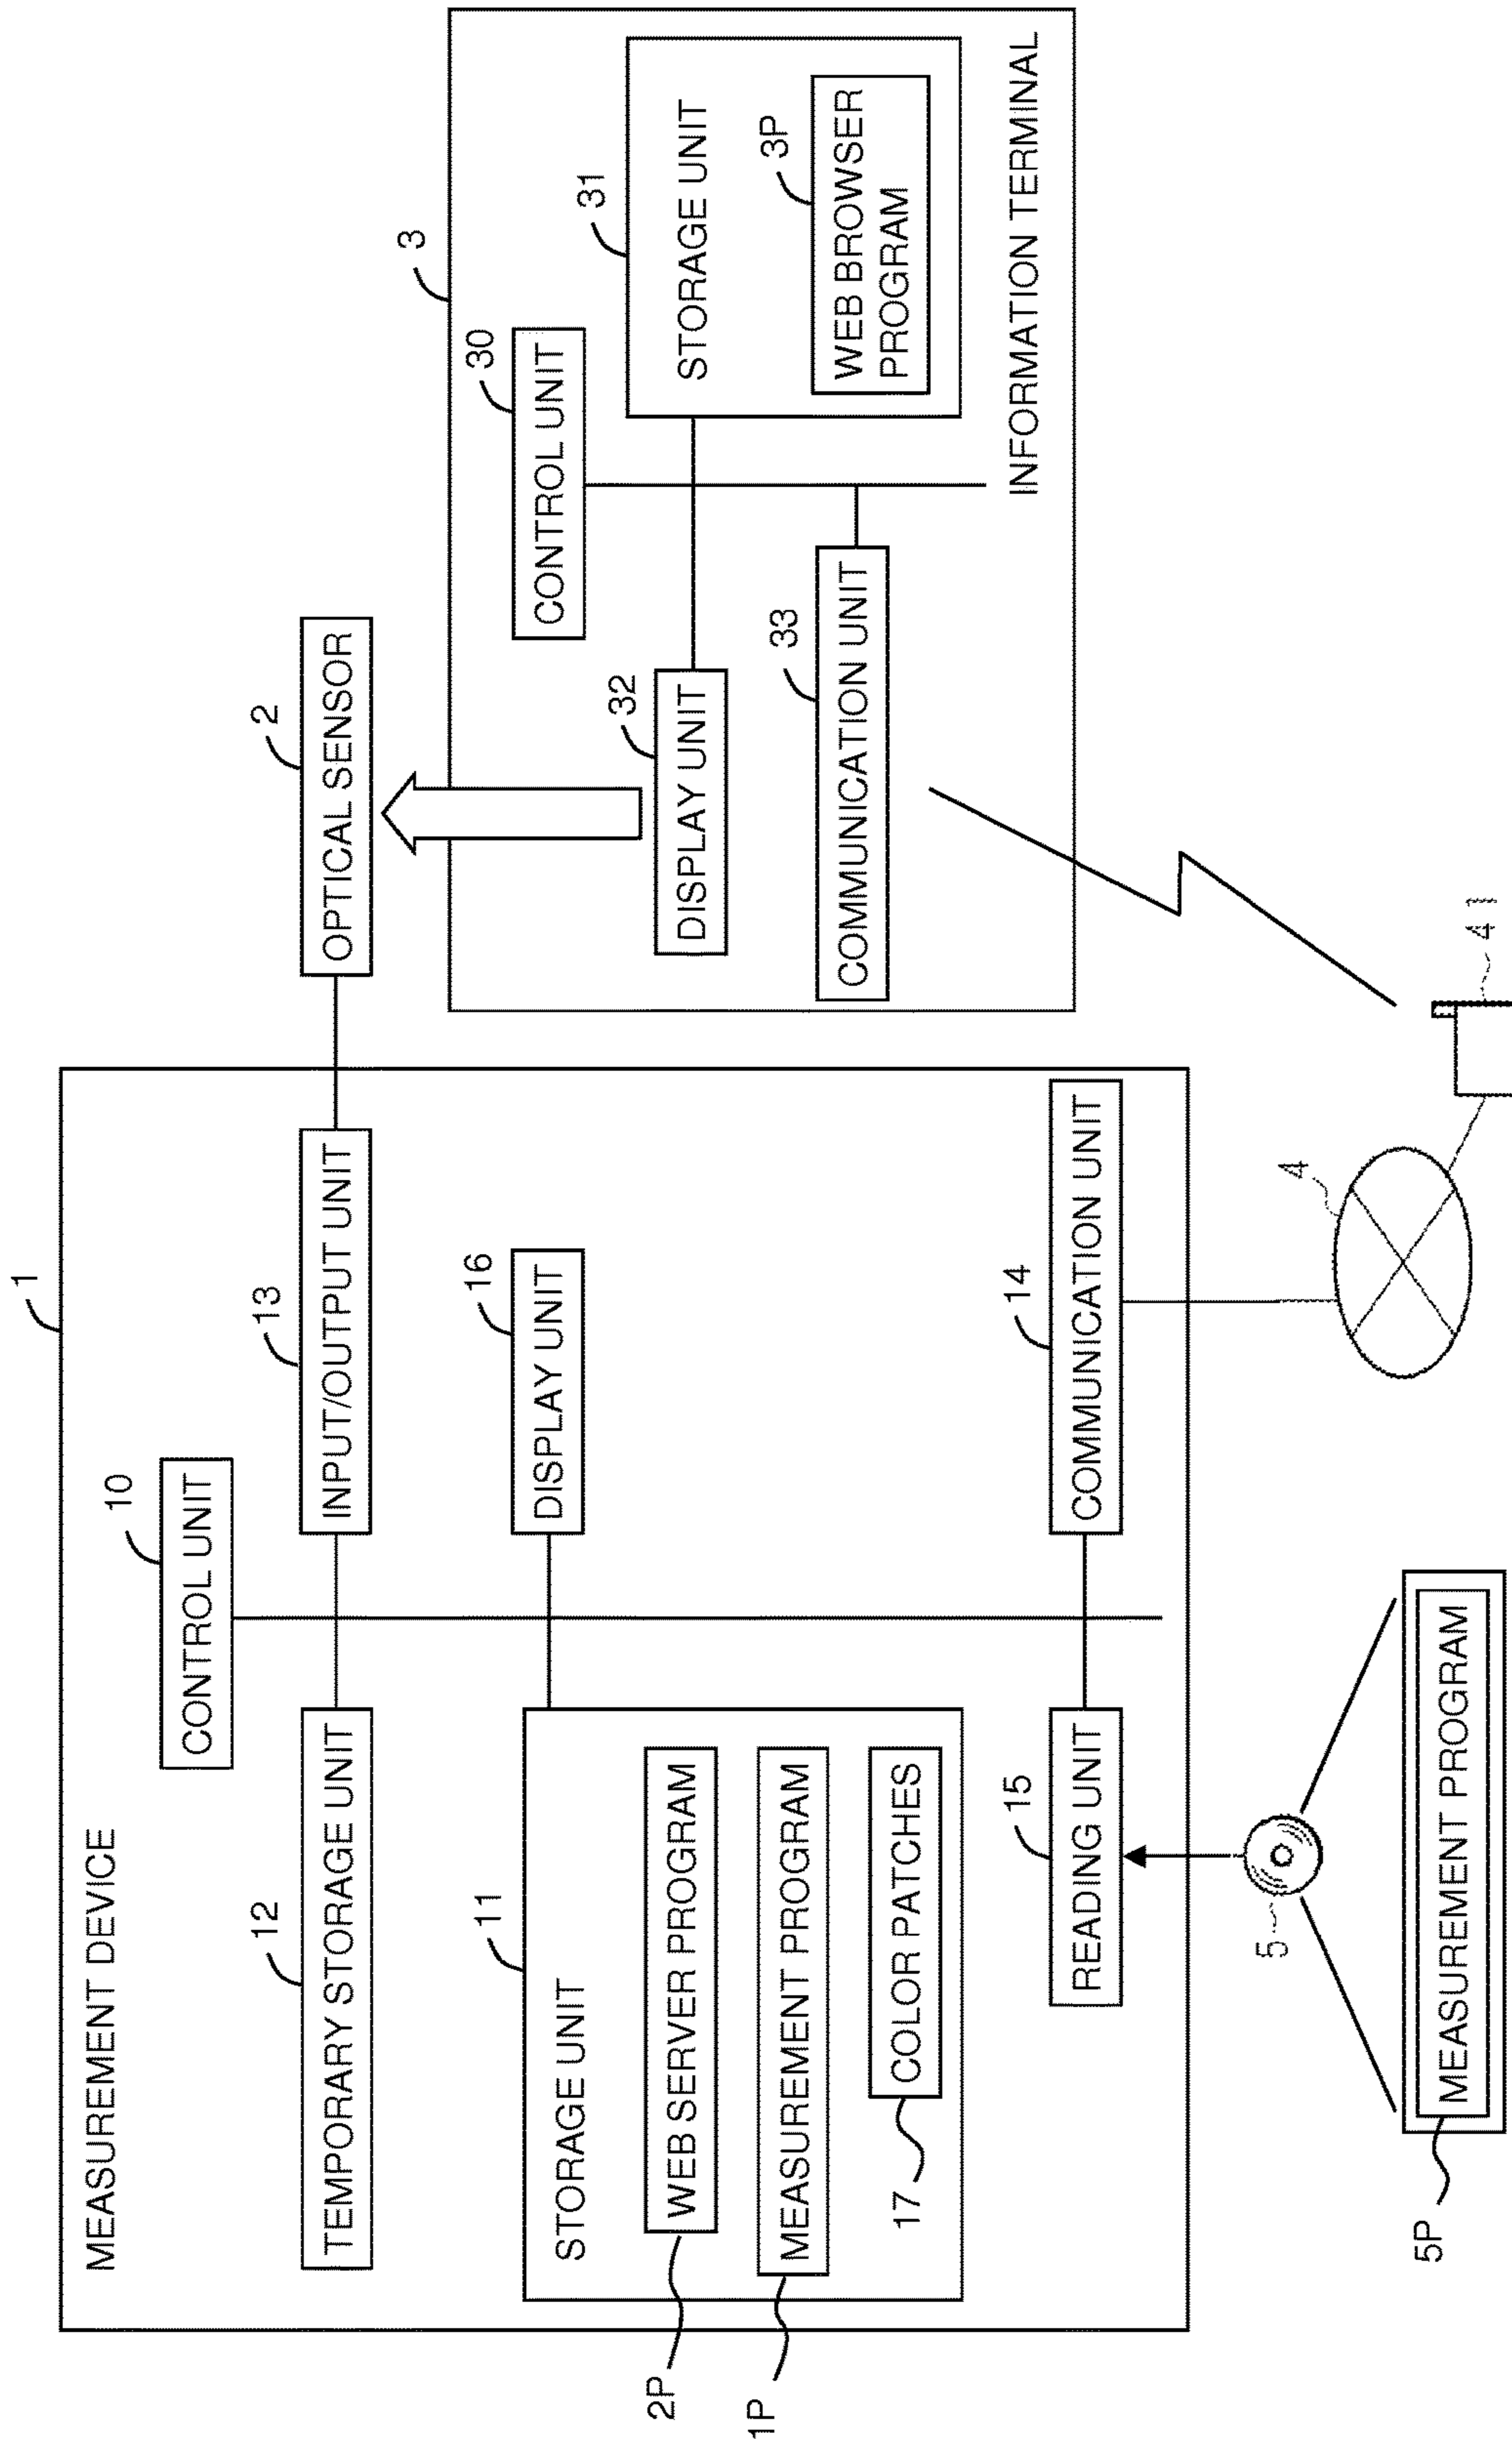 1
MEASUREMENT DEVICE
10
CONTROL UNIT
12
TEMPORARY STORAGE UNIT
13
INPUT/OUTPUT UNIT
2
OPTICAL SENSOR
11
STORAGE UNIT
2P
WEB SERVER PROGRAM
1P
MEASUREMENT PROGRAM
17
COLOR PATCHES
16
DISPLAY UNIT
15
READING UNIT
14
COMMUNICATION UNIT
3
30
CONTROL UNIT
31
STORAGE UNIT
3P
WEB BROWSER
PROGRAM
32
DISPLAY UNIT
33
COMMUNICATION UNIT
INFORMATION TERMINAL
5
5P
MEASUREMENT PROGRAM
4
41